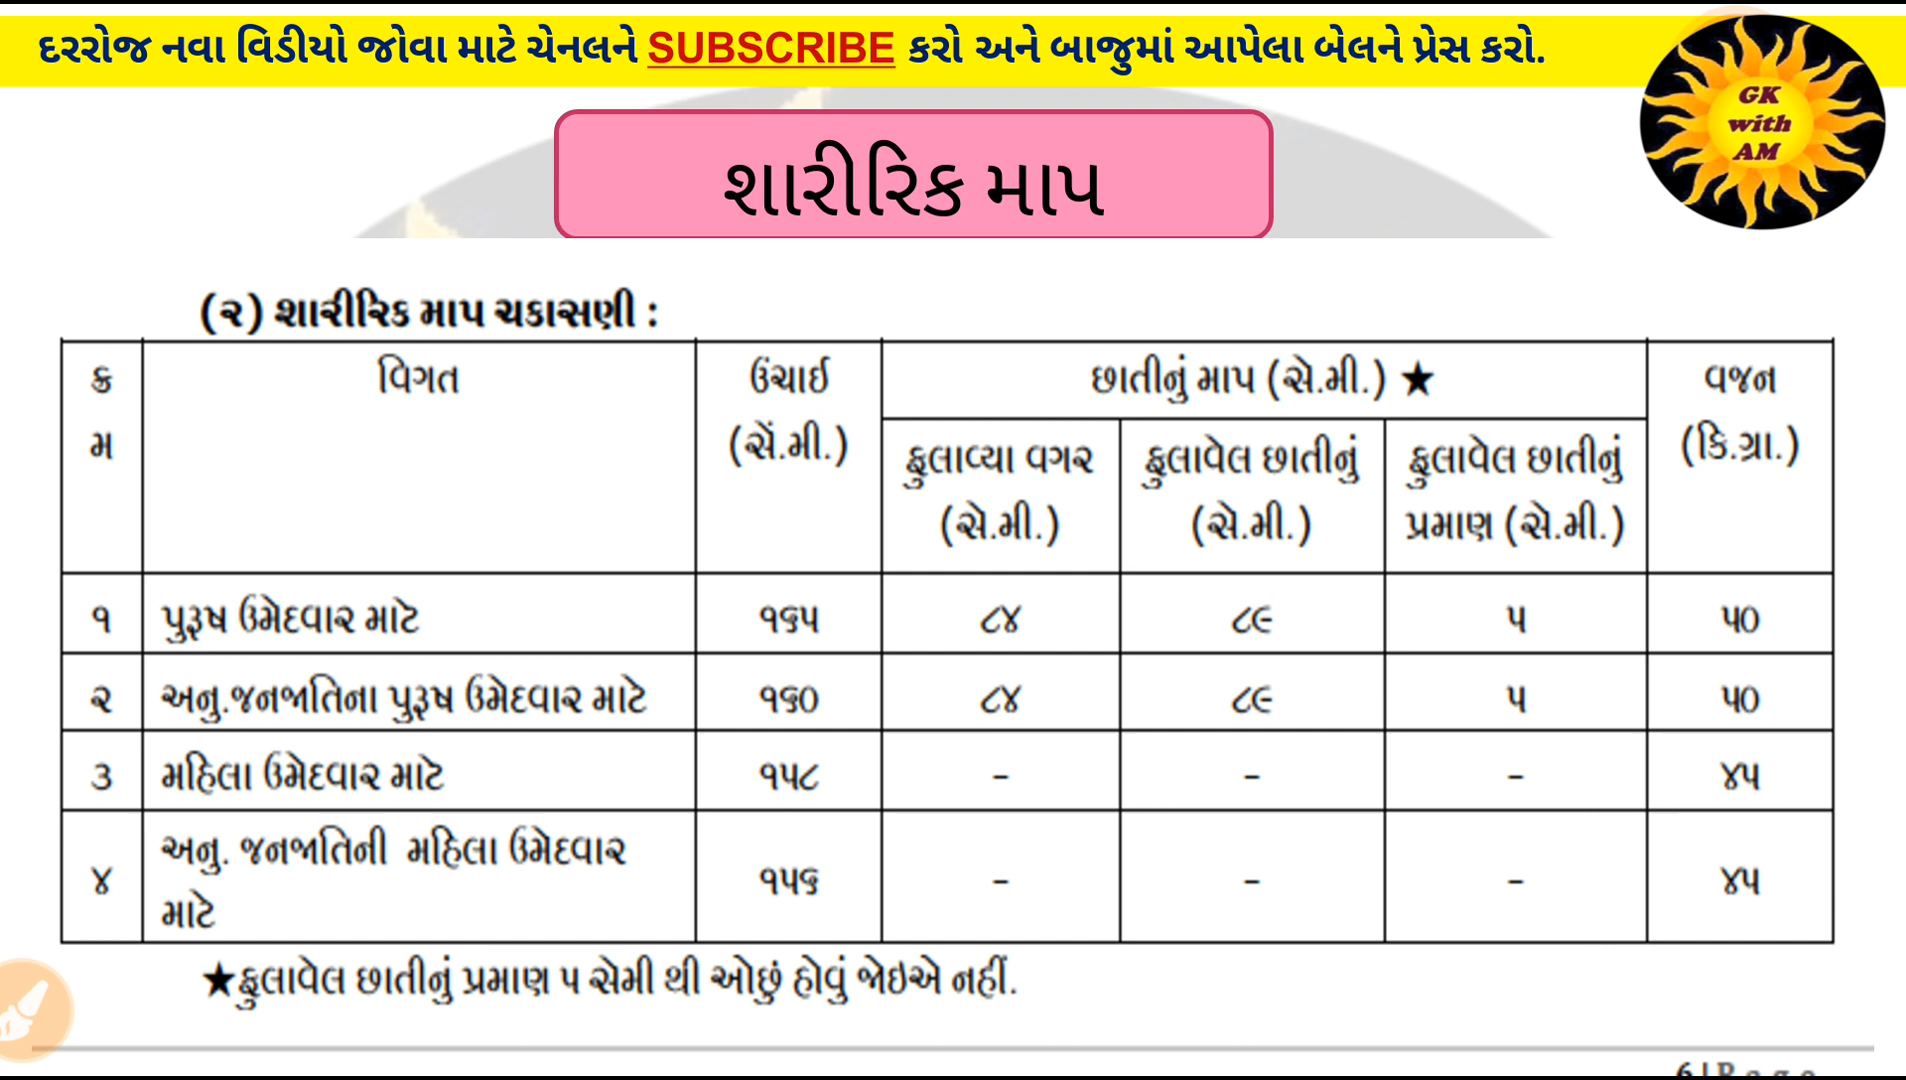 દરરોજ નવા વિડીયો જોવા માટે ચેનલને SUBSCRIBE કરો અને બાજુમાં આપેલા બેલને પ્રેસ કરો.
GK
with
AM
શારીરિક માપ
(૨) શારીરિક માપ ચકાસણી :
ક્રમ વિગત ઉંચાઈ (સેં.મી.) છાતીનું માપ (સે.મી.) ★ વજન (કિ.ગ્રા.)
ફુલાવ્યા વગર (સે.મી.) ફુલાવેલ છાતીનું (સે.મી.) ફુલાવેલ છાતીનું પ્રમાણ (સે.મી.)
૧ પુરૂષ ઉમેદવાર માટે ૧૬૫ ૮૪ ૮૯ ૫ ૫૦
૨ અનુ.જનજાતિના પુરૂષ ઉમેદવાર માટે ૧૬૦ ૮૪ ૮૯ ૫ ૫૦
૩ મહિલા ઉમેદવાર માટે ૧૫૮ – – – ૪૫
૪ અનુ. જનજાતિની મહિલા ઉમેદવાર માટે ૧૫૬ – – – ૪૫
★ફુલાવેલ છાતીનું પ્રમાણ ૫ સેમી થી ઓછું હોવું જોઇએ નહીં.
6 | P a g e